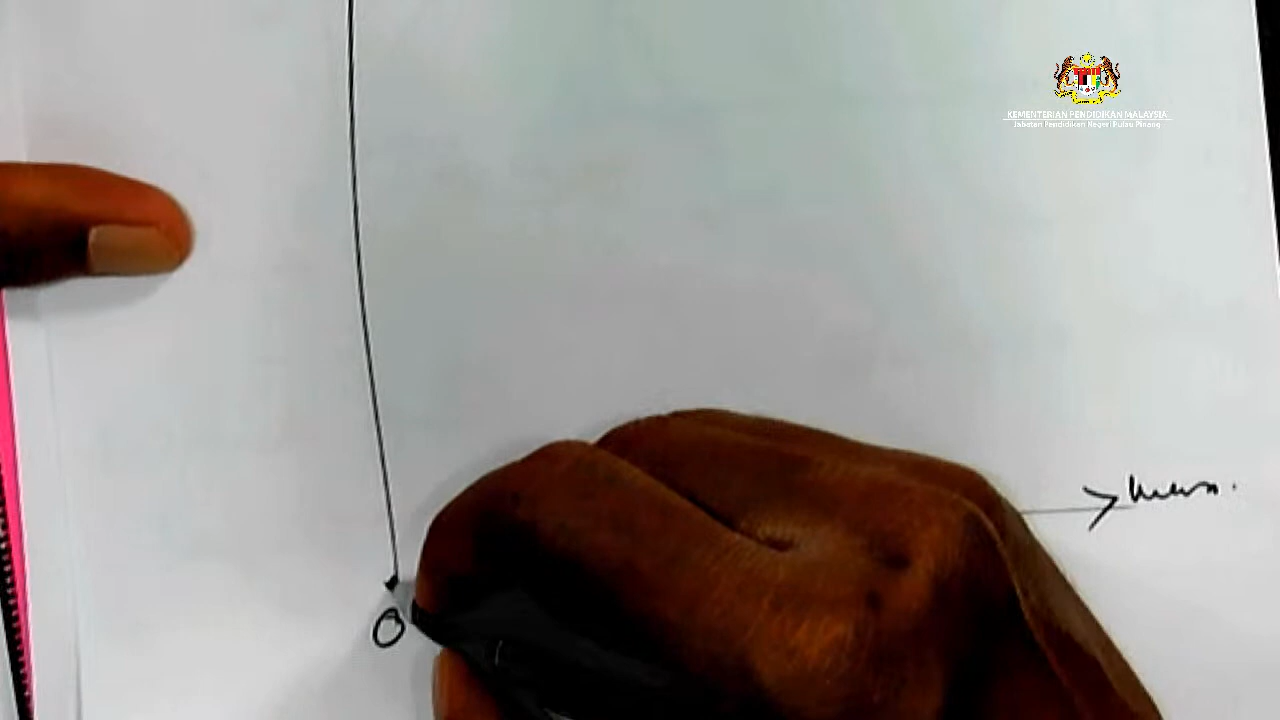 KEMENTERIAN PENDIDIKAN MALAYSIA
Jabatan Pendidikan Negeri Pulau Pinang
O